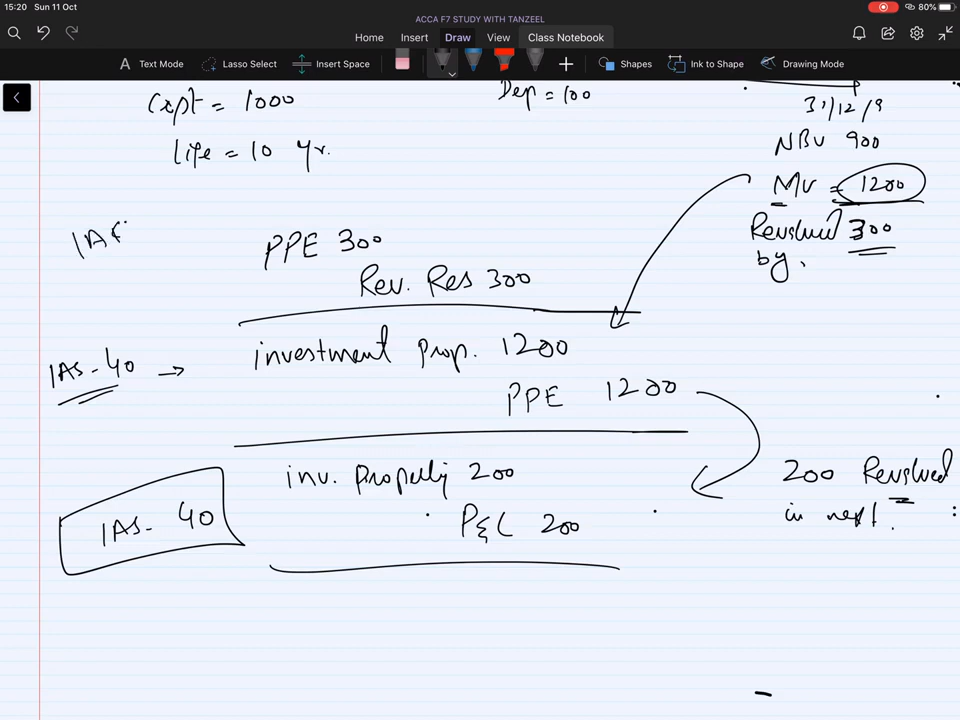 15:20 Sun 11 Oct
80%
ACCA F7 STUDY WITH TANZEEL
Home Insert Draw View Class Notebook
Text Mode Lasso Select Insert Space Shapes Ink to Shape Drawing Mode
= 1000
Dep = 100
31/12/9
life = 10 yr.
NBV 900
MV = 1200
Revalued 300
by.
IAS
PPE 300
Rev. Res 300
investment prop. 1200
IAS-40 →
PPE 1200
inv. Property 200
200 Revalued
in next.
IAS- 40
P&L 200